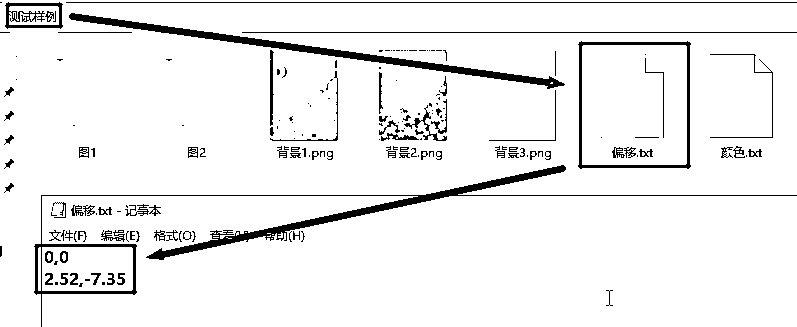 测试样例
图1
图2
背景1.png
背景2.png
背景3.png
偏移.txt
颜色.txt
偏移.txt - 记事本
文件(F) 编辑(E) 格式(O) 查看(V) 帮助(H)
0,0
2.52,-7.35